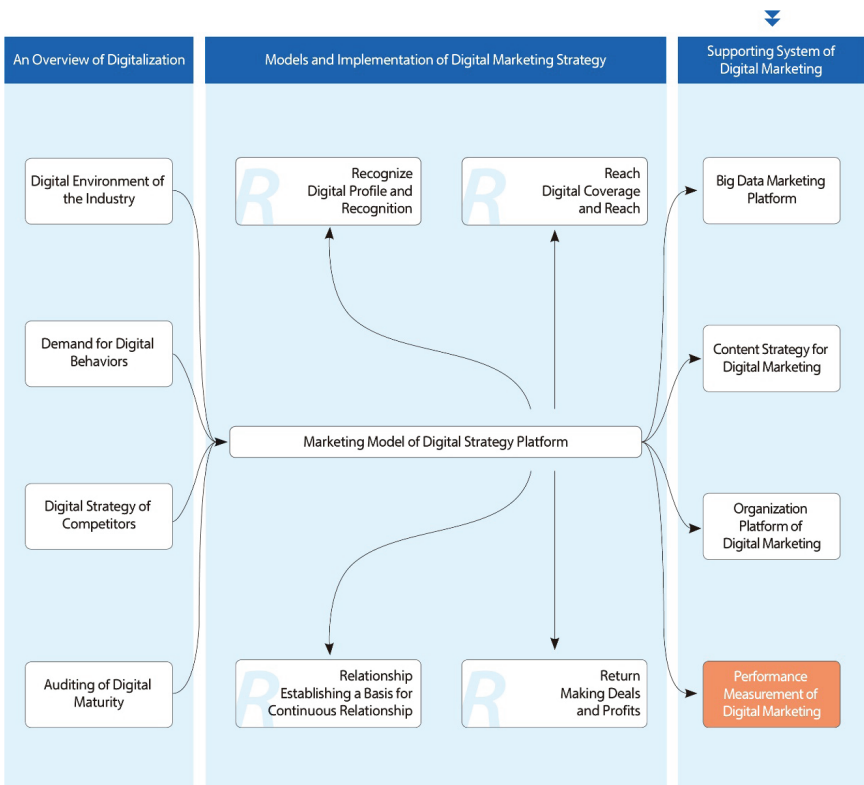 An Overview of Digitalization
Models and Implementation of Digital Marketing Strategy
Supporting System of
Digital Marketing
Digital Environment of
the Industry
R
Recognize
Digital Profile and
Recognition
R
Reach
Digital Coverage
and Reach
Big Data Marketing
Platform
Demand for Digital
Behaviors
Content Strategy for
Digital Marketing
Marketing Model of Digital Strategy Platform
Digital Strategy of
Competitors
Organization
Platform of
Digital Marketing
Auditing of Digital
Maturity
R
Relationship
Establishing a Basis for
Continuous Relationship
R
Return
Making Deals
and Profits
Performance
Measurement of
Digital Marketing